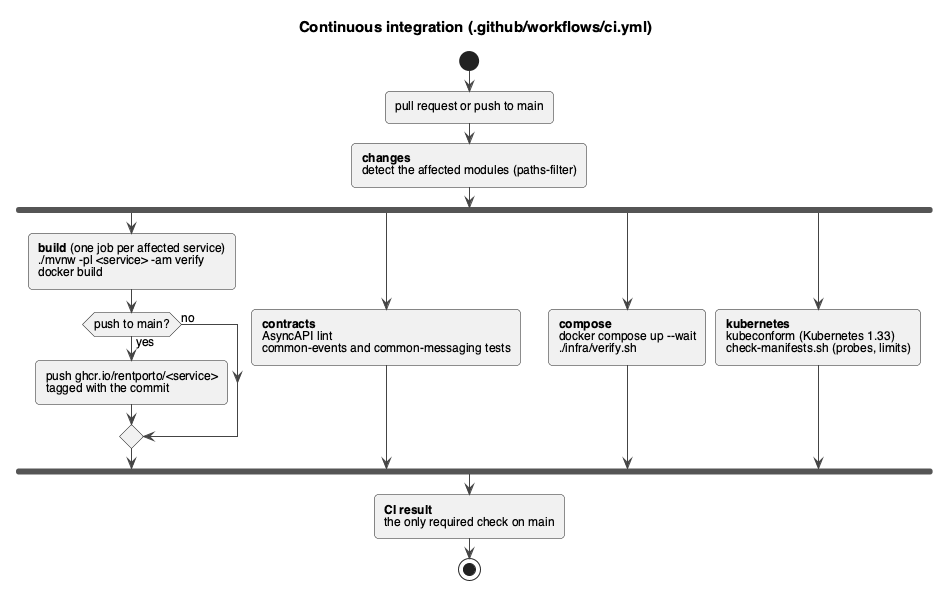 Continuous integration (.github/workflows/ci.yml)
pull request or push to main
changes
detect the affected modules (paths-filter)
build (one job per affected service)
./mvnw -pl <service> -am verify
docker build
push to main?
no
yes
push ghcr.io/rentporto/<service>
tagged with the commit
contracts
AsyncAPI lint
common-events and common-messaging tests
compose
docker compose up --wait
./infra/verify.sh
kubernetes
kubeconform (Kubernetes 1.33)
check-manifests.sh (probes, limits)
CI result
the only required check on main